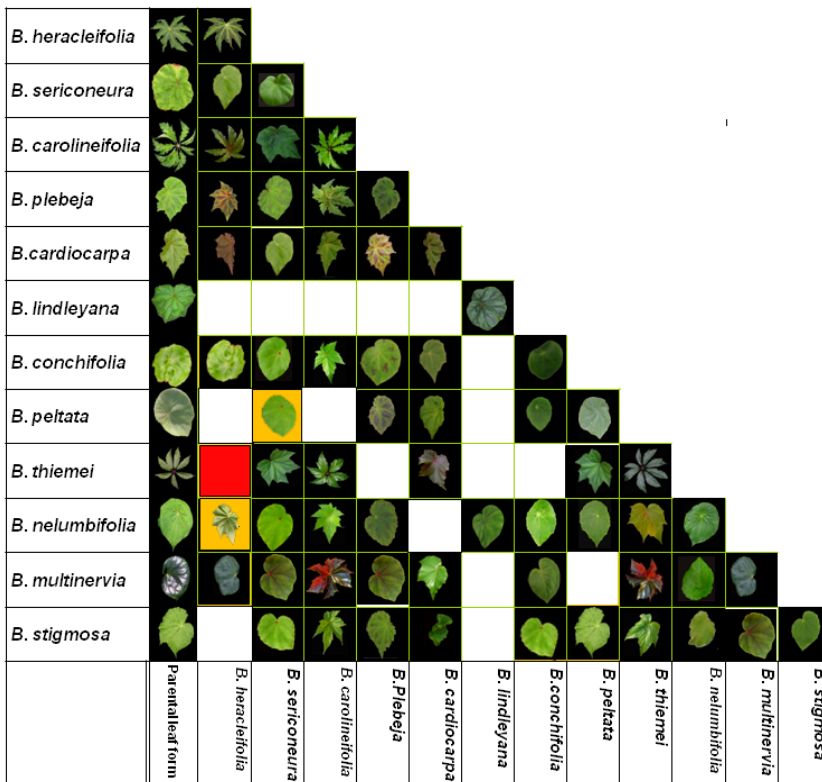 B. heracleifolia
B. sericoneura
B. carolineifolia
B. plebeja
B.cardiocarpa
B. lindleyana
B. conchifolia
B. peltata
B. thiemei
B. nelumbifolia
B. multinervia
B. stigmosa
Parental leaf form
B. heracleifolia
B. sericoneura
B. carolineifolia
B.Plebeja
B. cardiocarpa
B. lindleyana
B.conchifolia
B. peltata
B. thiemei
B. nelumbifolia
B. multinervia
B. stigmosa